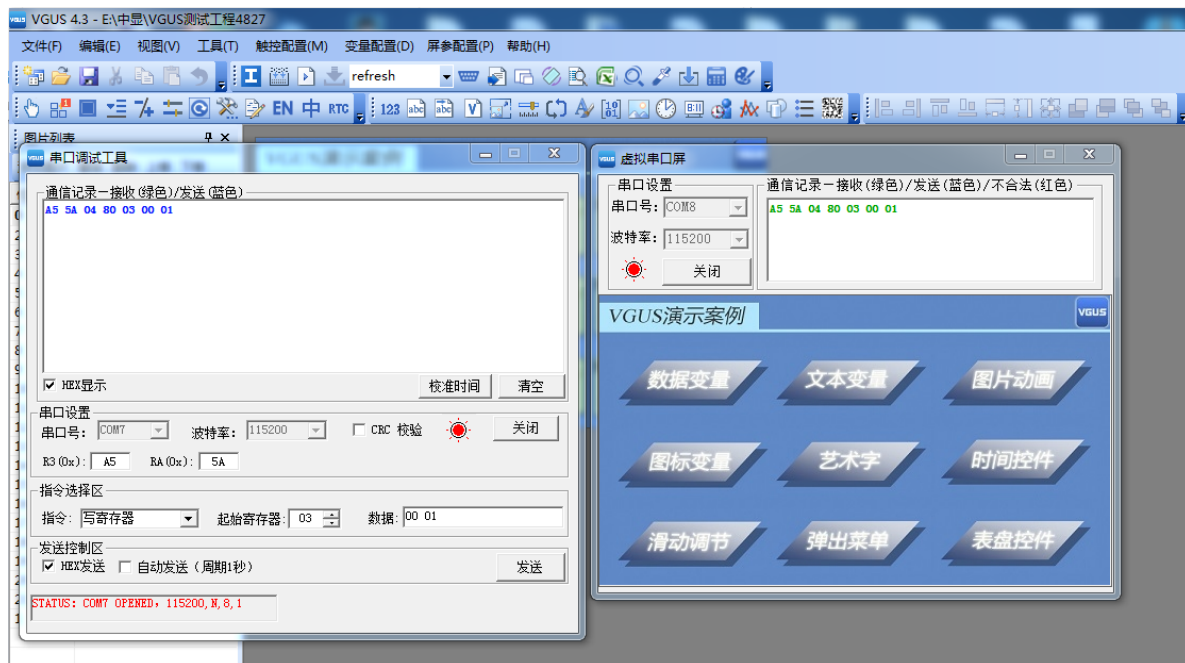 VGUS 4.3 - E:\中显\VGUS测试工程4827
文件(F) 编辑(E) 视图(V) 工具(T) 触控配置(M) 变量配置(D) 屏参配置(P) 帮助(H)
refresh
EN 中 RTC 123 abc abc
图片列表
串口调试工具
通信记录—接收(绿色)/发送(蓝色)
A5 5A 04 80 03 00 01
HEX显示 校准时间 清空
串口设置
串口号: COM7 波特率: 115200 CRC 校验 关闭
R3(0x): A5 RA(0x): 5A
指令选择区
指令: 写寄存器 起始寄存器: 03 数据: 00 01
发送控制区
HEX发送 自动发送（周期1秒） 发送
STATUS: COM7 OPENED, 115200,N,8,1
虚拟串口屏
串口设置
串口号: COM8
波特率: 115200
关闭
通信记录—接收(绿色)/发送(蓝色)/不合法(红色)
A5 5A 04 80 03 00 01
VGUS演示案例 VGUS
数据变量 文本变量 图片动画
图标变量 艺术字 时间控件
滑动调节 弹出菜单 表盘控件